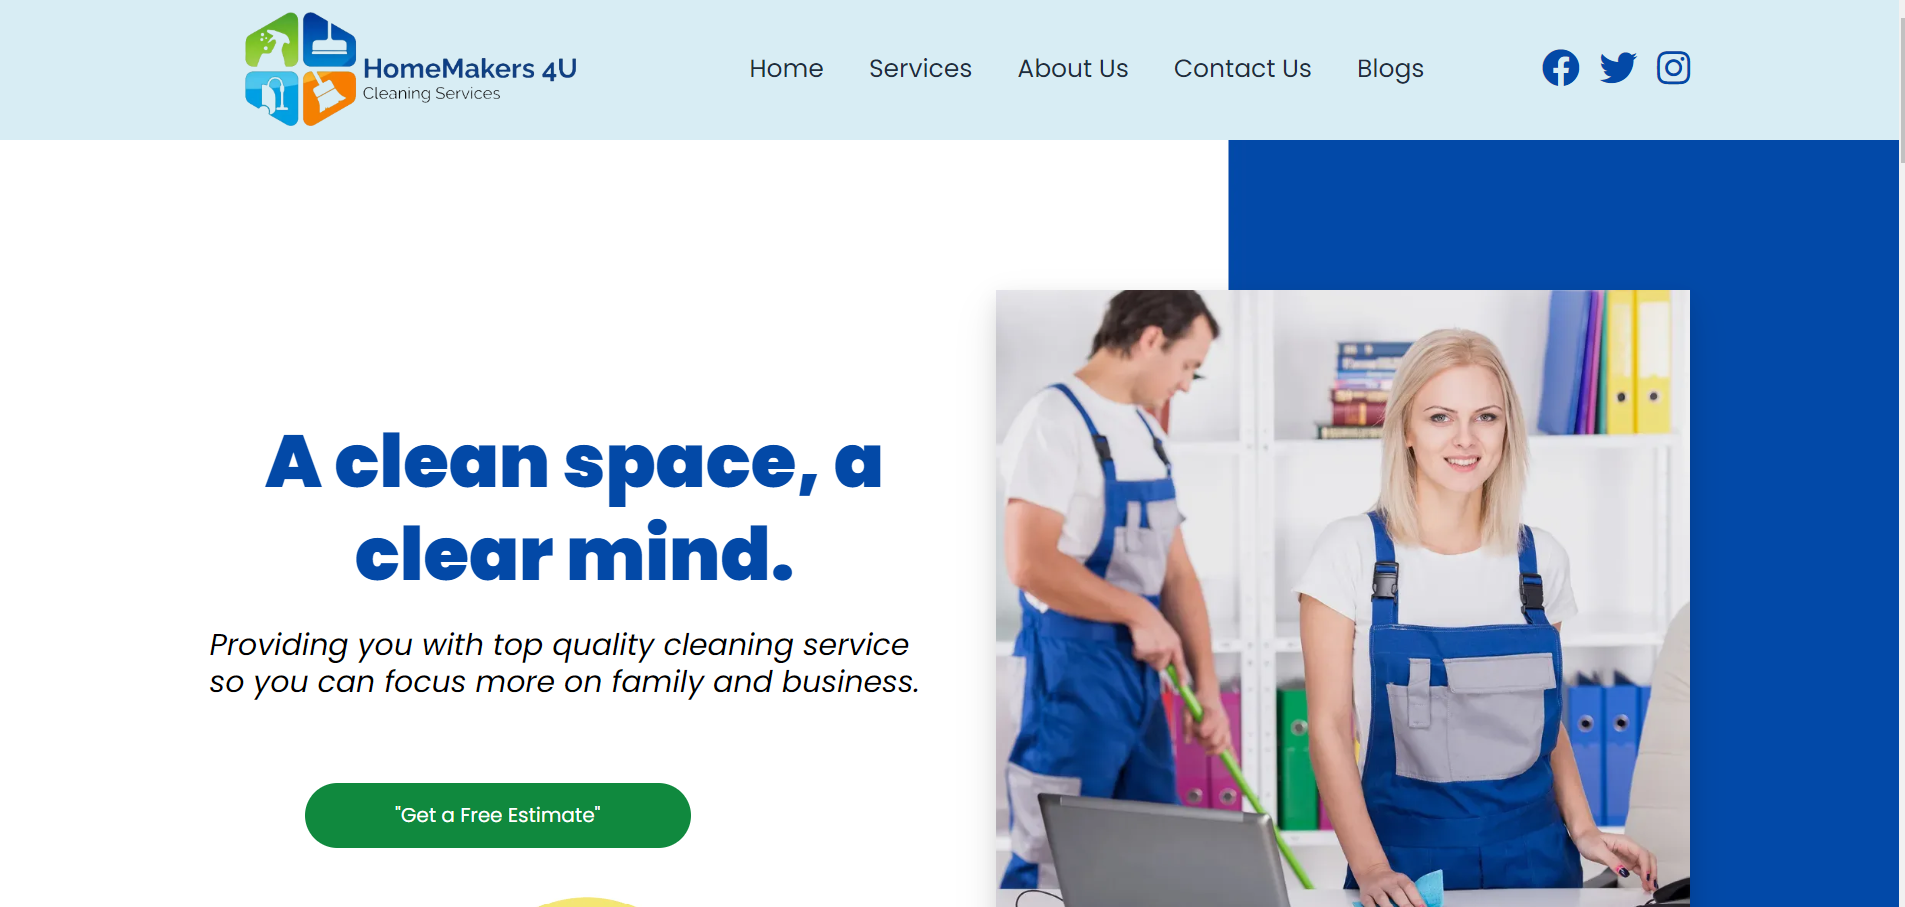 HomeMakers 4U
Cleaning Services
Home Services About Us Contact Us Blogs
A clean space, a
clear mind.
Providing you with top quality cleaning service
so you can focus more on family and business.
"Get a Free Estimate"